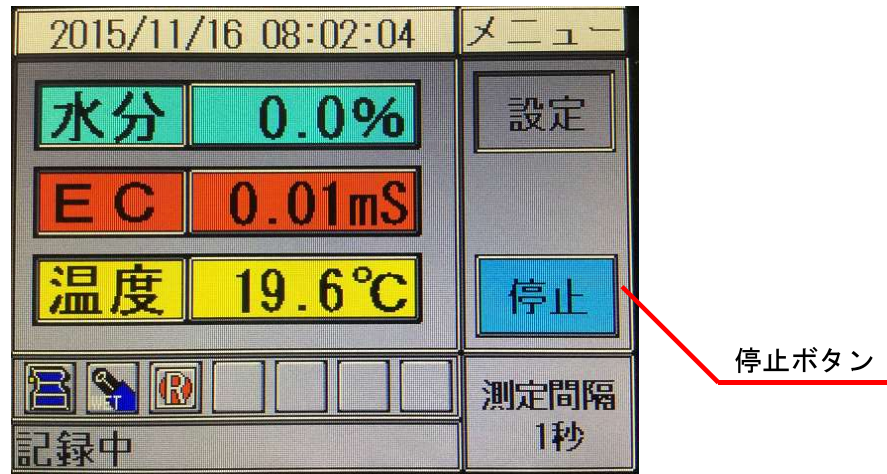 2015/11/16 08:02:04
メニュー
水分 0.0%
設定
EC 0.01mS
温度 19.6℃
停止
停止ボタン
WET
R
測定間隔
1秒
記録中